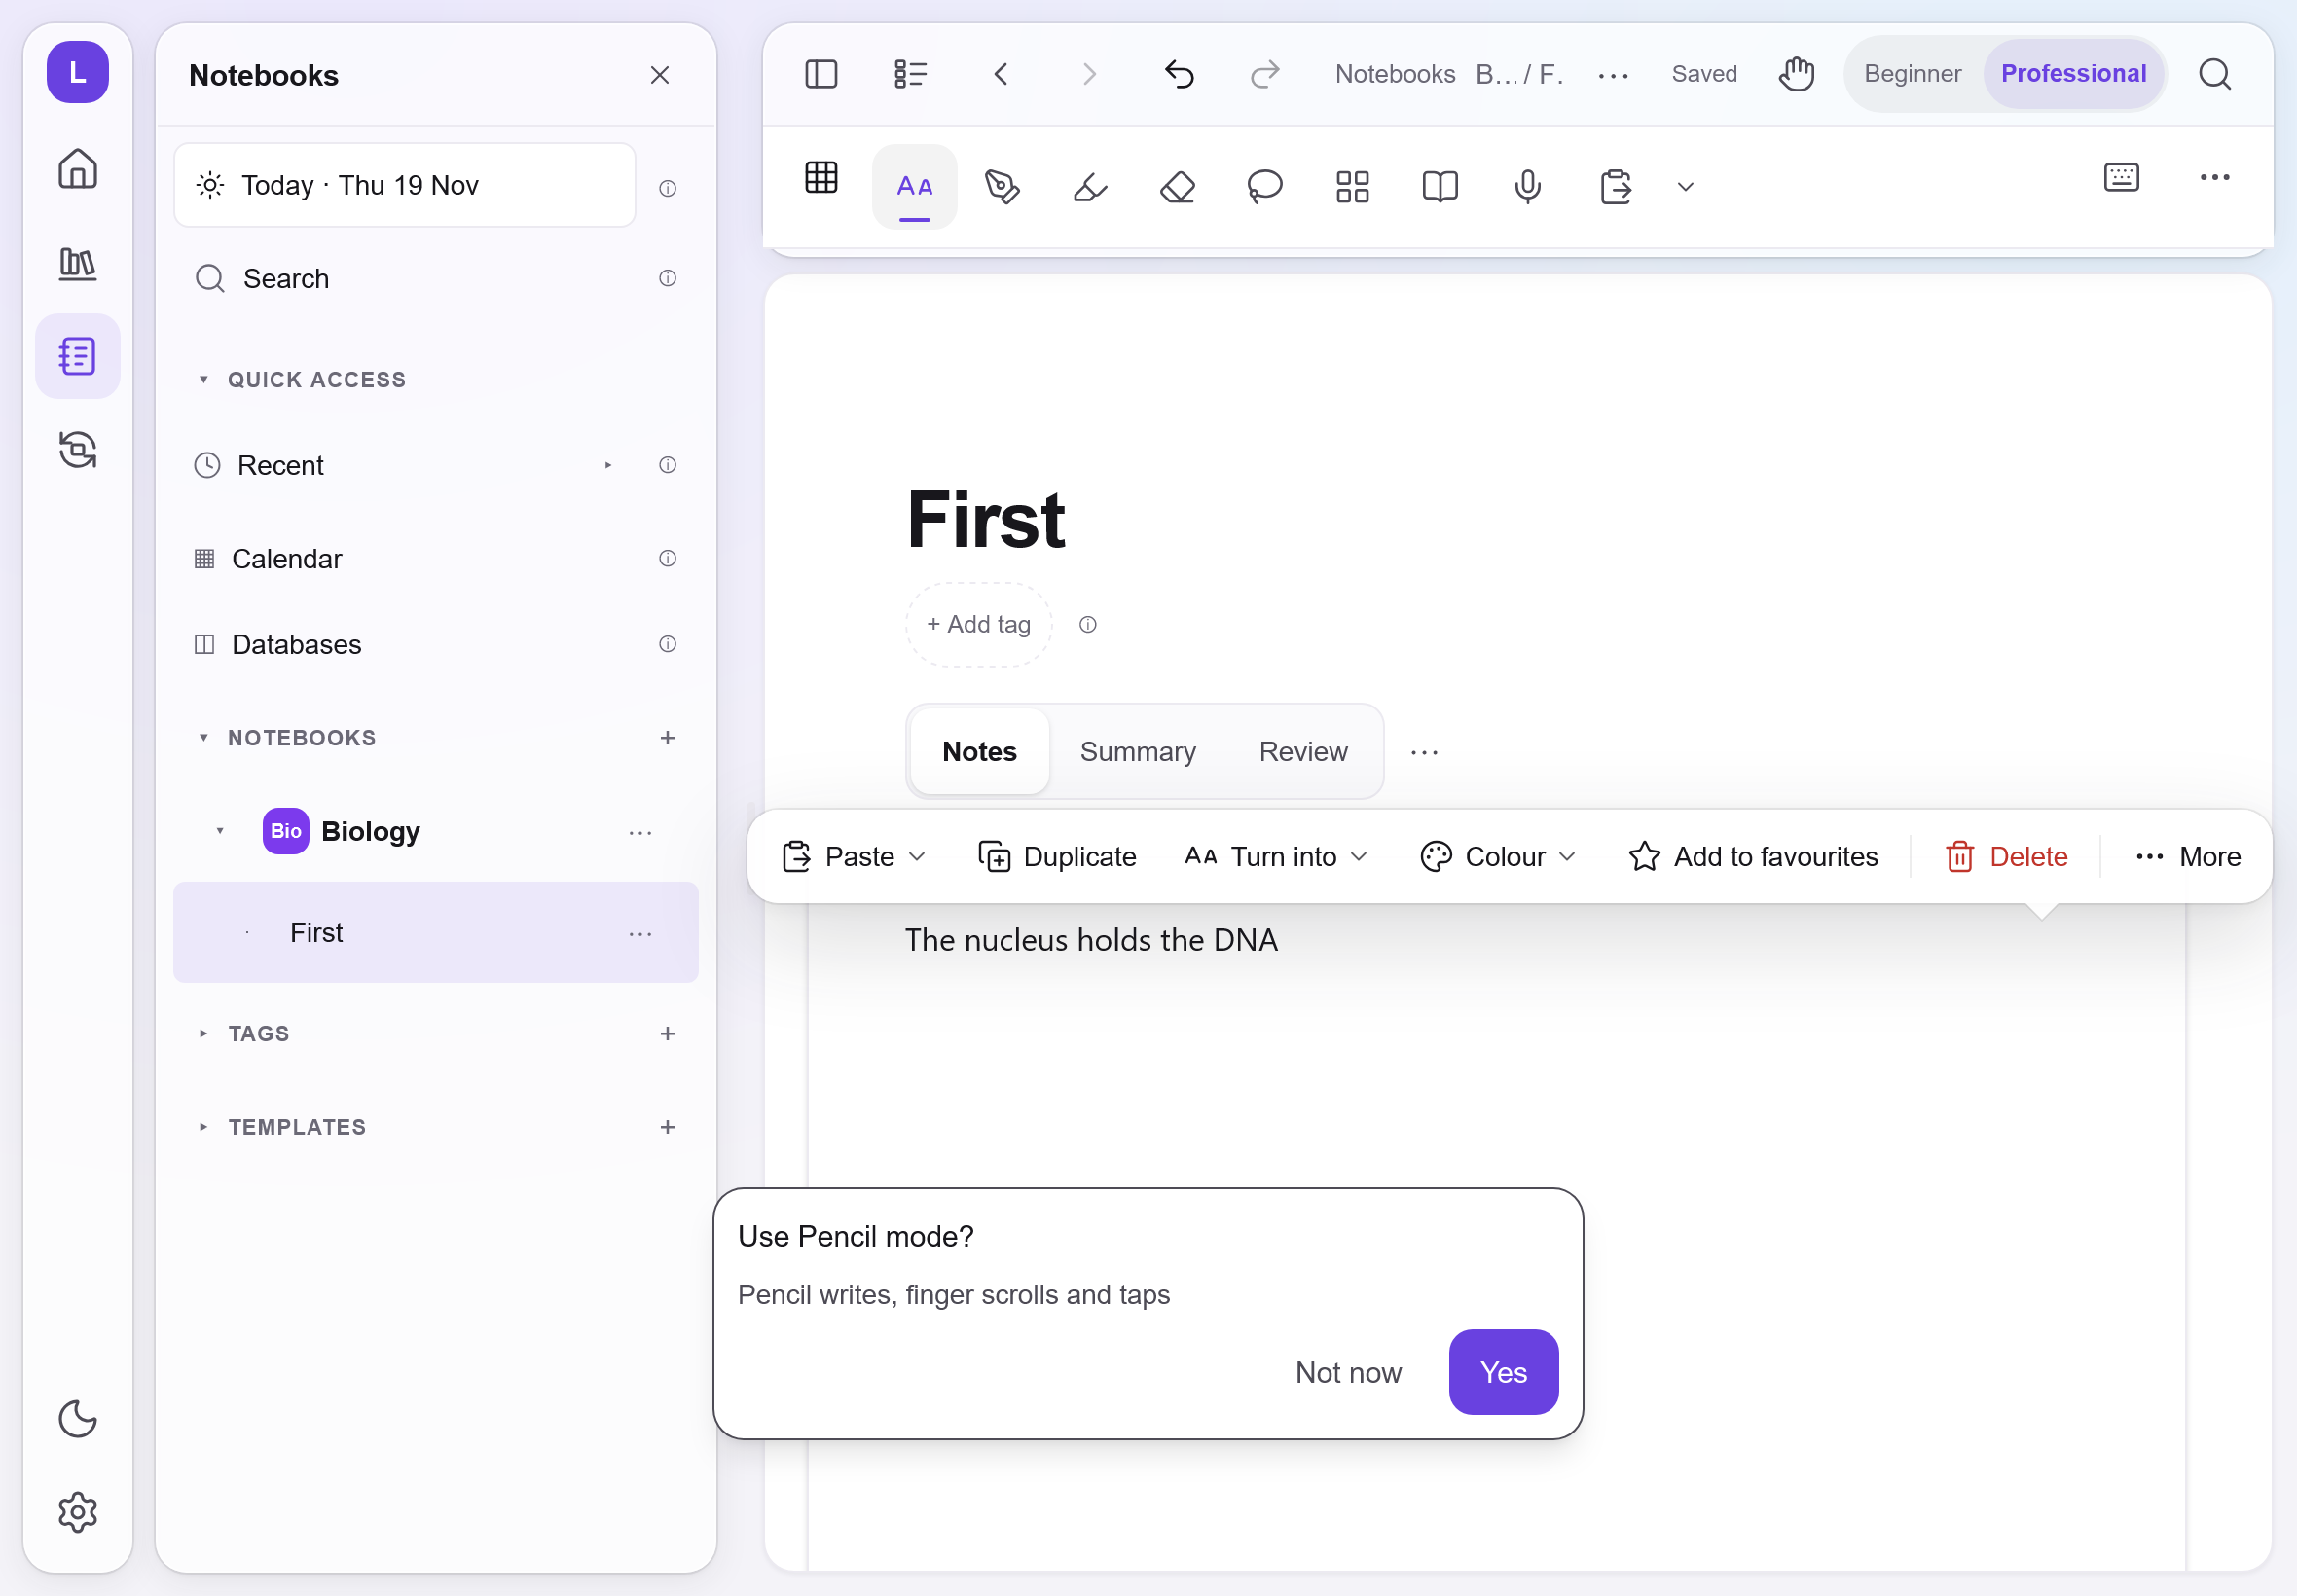 L
Notebooks
Today · Thu 19 Nov
Search
QUICK ACCESS
Recent
Calendar
Databases
NOTEBOOKS
Bio Biology
First
TAGS
TEMPLATES
Notebooks B... / F. Saved Beginner Professional
First
+ Add tag
Notes Summary Review
Paste Duplicate Turn into Colour Add to favourites Delete More
The nucleus holds the DNA
Use Pencil mode?
Pencil writes, finger scrolls and taps
Not now Yes